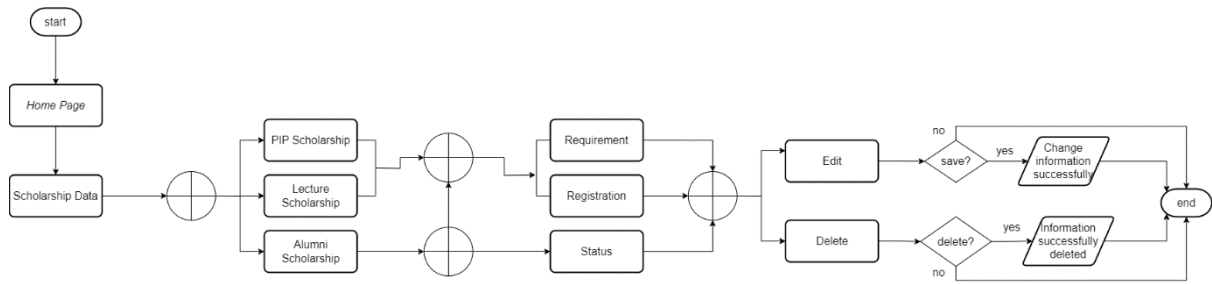 start
Home Page
Scholarship Data
PIP Scholarship
Lecture
Scholarship
Alumni
Scholarship
Requirement
Registration
Status
Edit
Delete
no
save?
yes
Change
information
successfully
delete?
yes
no
Information
successfully
deleted
end